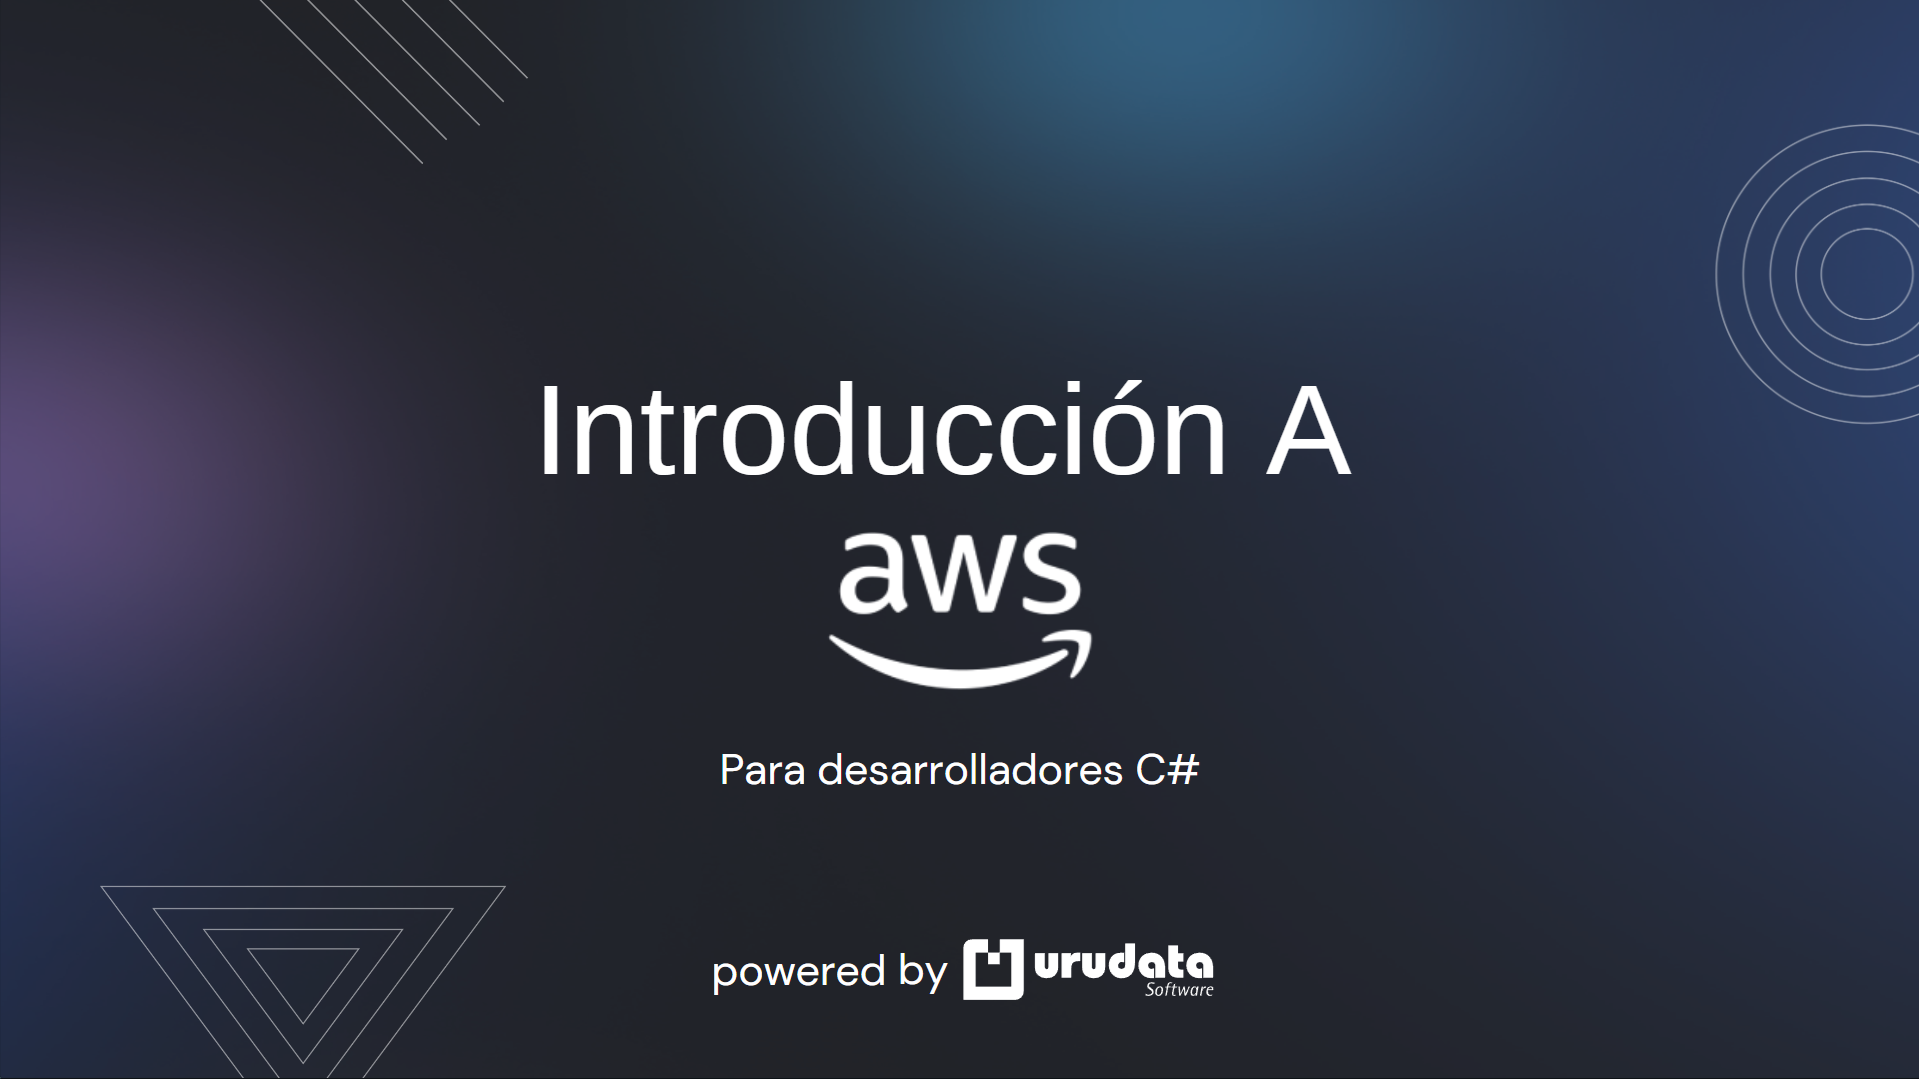 Introducción A
aws
Para desarrolladores C#
powered by urudata
Software